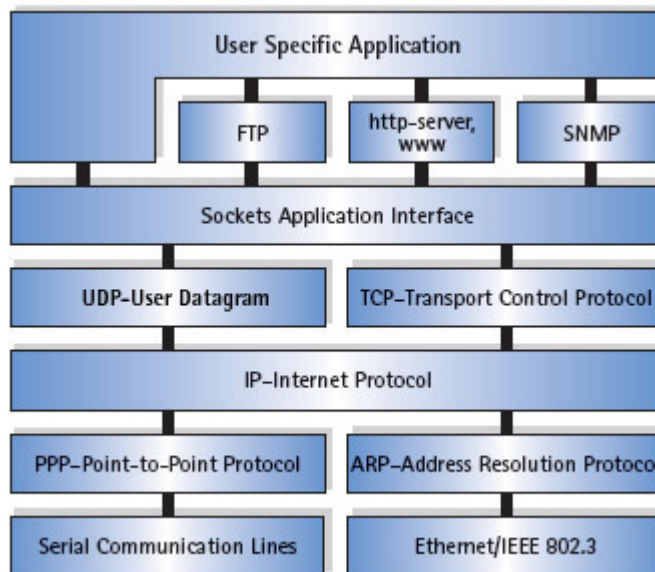 User Specific Application
FTP
http-server,
www
SNMP
Sockets Application Interface
UDP-User Datagram
TCP-Transport Control Protocol
IP-Internet Protocol
PPP-Point-to-Point Protocol
ARP-Address Resolution Protoco
Serial Communication Lines
Ethernet/IEEE 802.3